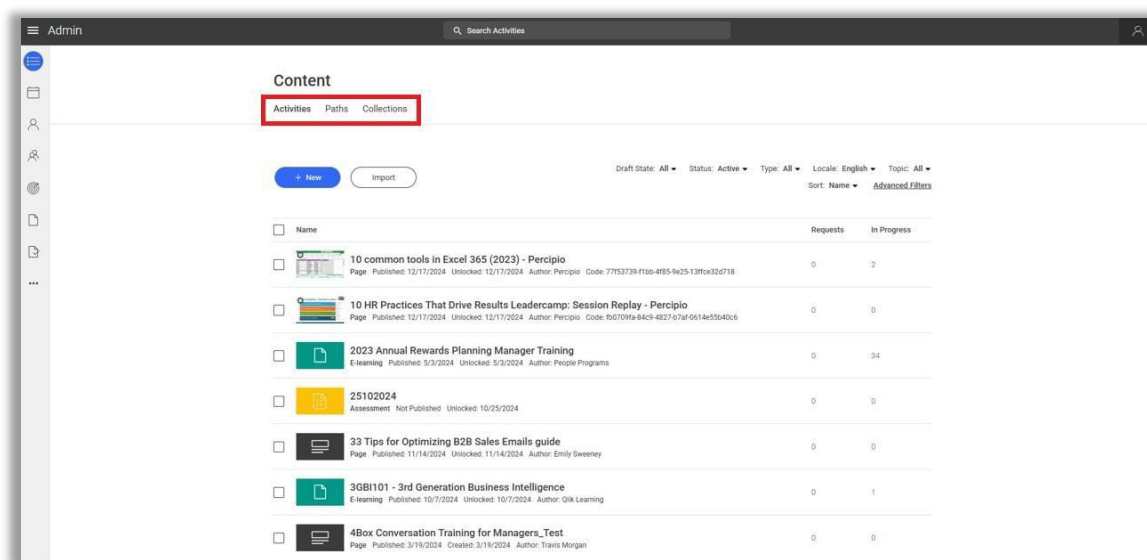 Admin
Search Activities
Content
Activities Paths Collections
+ New Import
Draft State: All Status: Active Type: All Locale: English Topic: All
Sort: Name Advanced Filters
Name Requests In Progress
10 common tools in Excel 365 (2023) - Percipio
Page Published: 12/17/2024 Unlocked: 12/17/2024 Author: Percipio Code: 77f53739-f1bb-4f85-9e25-13ffce32d718
0 2
10 HR Practices That Drive Results Leadercamp: Session Replay - Percipio
Page Published: 12/17/2024 Unlocked: 12/17/2024 Author: Percipio Code: fb0709fa-84c9-4827-b7af-0614e55b40c6
0 0
2023 Annual Rewards Planning Manager Training
E-learning Published: 5/3/2024 Unlocked: 5/3/2024 Author: People Programs
0 34
25102024
Assessment Not Published Unlocked: 10/25/2024
0 0
33 Tips for Optimizing B2B Sales Emails guide
Page Published: 11/14/2024 Unlocked: 11/14/2024 Author: Emily Sweeney
0 0
3GBI101 - 3rd Generation Business Intelligence
E-learning Published: 10/7/2024 Unlocked: 10/7/2024 Author: Qlik Learning
0 1
4Box Conversation Training for Managers_Test
Page Published: 3/19/2024 Created: 3/19/2024 Author: Travis Morgan
0 0